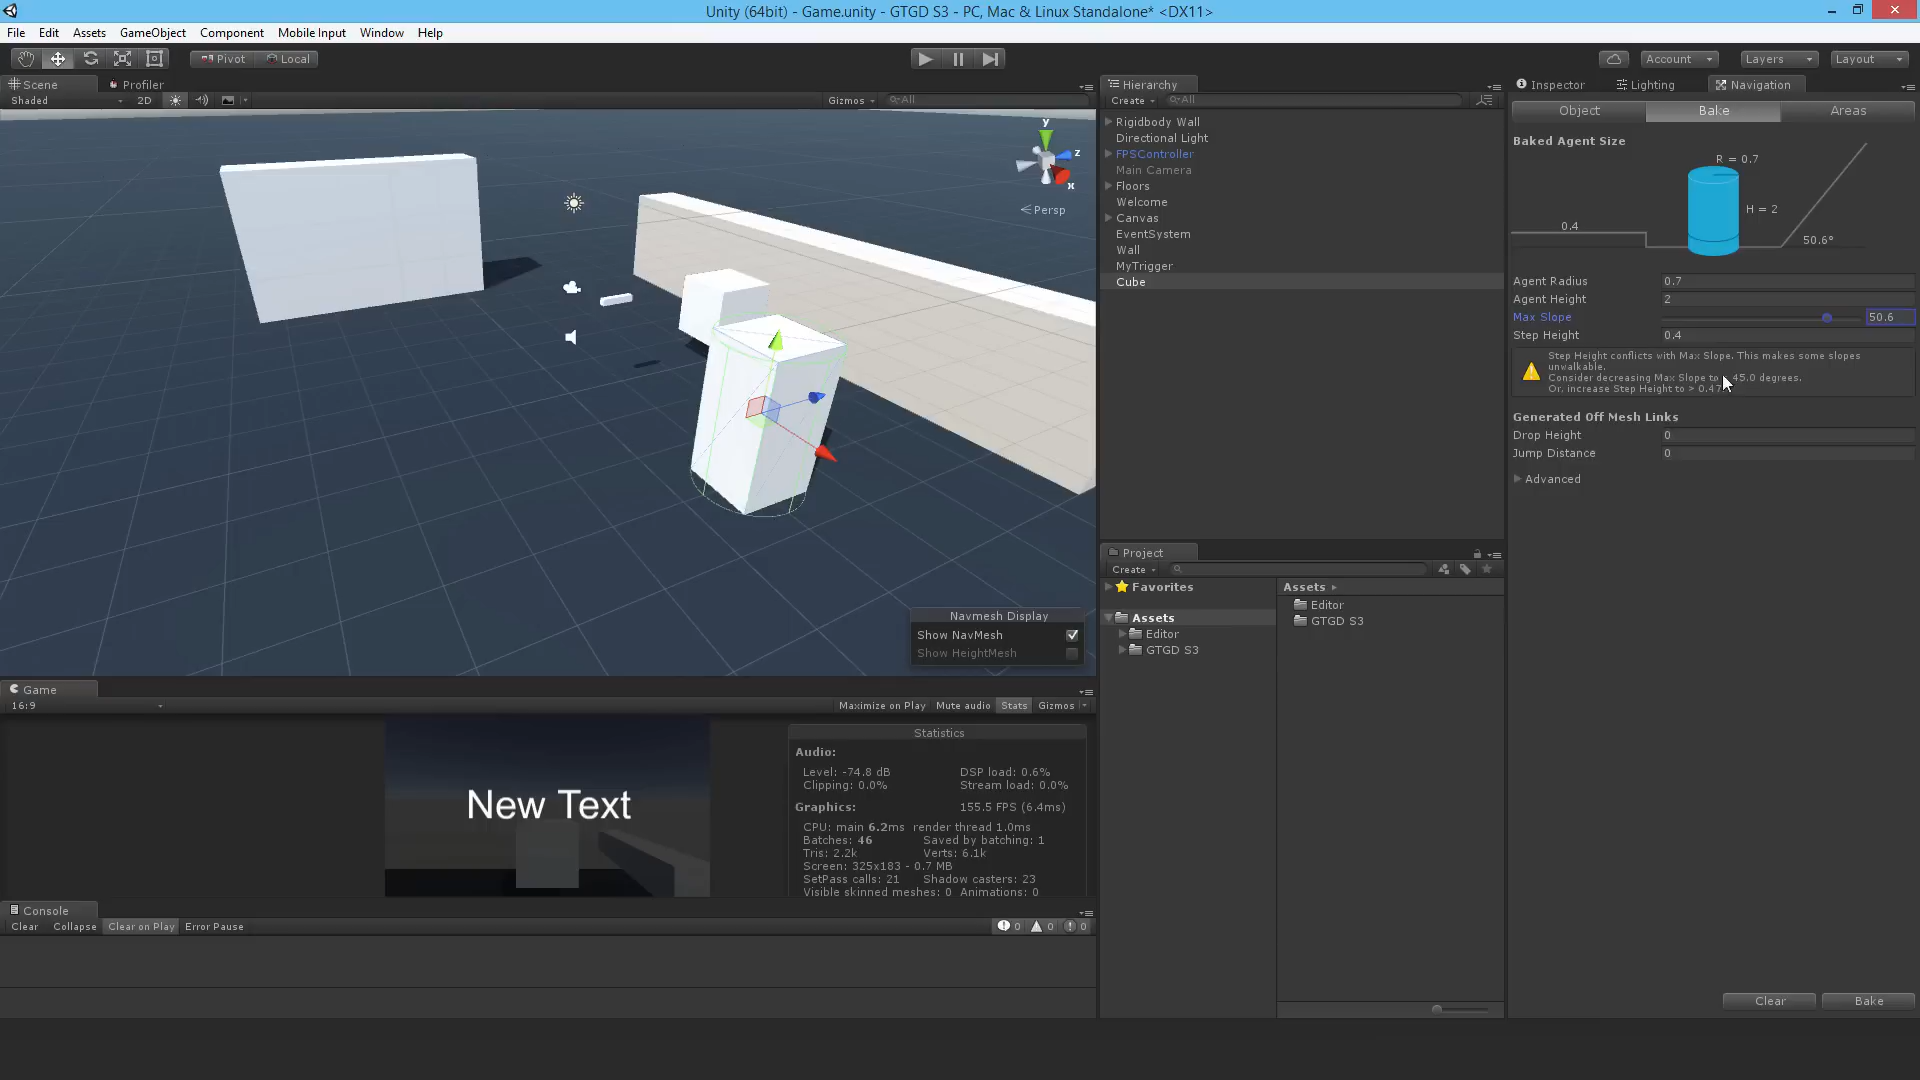 Unity (64bit) - Game.unity - GTGD S3 - PC, Mac & Linux Standalone* <DX11>
File Edit Assets GameObject Component Mobile Input Window Help
Pivot Local Account Layers Layout
Scene Profiler
Shaded 2D Gizmos All
y
z
x
Persp
Navmesh Display
Show NavMesh
Show HeightMesh
Game
16:9 Maximize on Play Mute audio Stats Gizmos
New Text
Statistics
Audio:
Level: -74.8 dB DSP load: 0.6%
Clipping: 0.0% Stream load: 0.0%
Graphics: 155.5 FPS (6.4ms)
CPU: main 6.2ms render thread 1.0ms
Batches: 46 Saved by batching: 1
Tris: 2.2k Verts: 6.1k
Screen: 325x183 - 0.7 MB
SetPass calls: 21 Shadow casters: 23
Visible skinned meshes: 0 Animations: 0
Console
Clear Collapse Clear on Play Error Pause 0 0 0
Hierarchy
Create All
Rigidbody Wall
Directional Light
FPSController
Main Camera
Floors
Welcome
Canvas
EventSystem
Wall
MyTrigger
Cube
Project
Create
Favorites
Assets
Editor
GTGD S3
Assets
Editor
GTGD S3
Inspector Lighting Navigation
Object Bake Areas
Baked Agent Size
R = 0.7
H = 2
0.4
50.6°
Agent Radius 0.7
Agent Height 2
Max Slope 50.6
Step Height 0.4
Step Height conflicts with Max Slope. This makes some slopes
unwalkable.
Consider decreasing Max Slope to 45.0 degrees.
Or, increase Step Height to > 0.47
Generated Off Mesh Links
Drop Height 0
Jump Distance 0
Advanced
Clear Bake